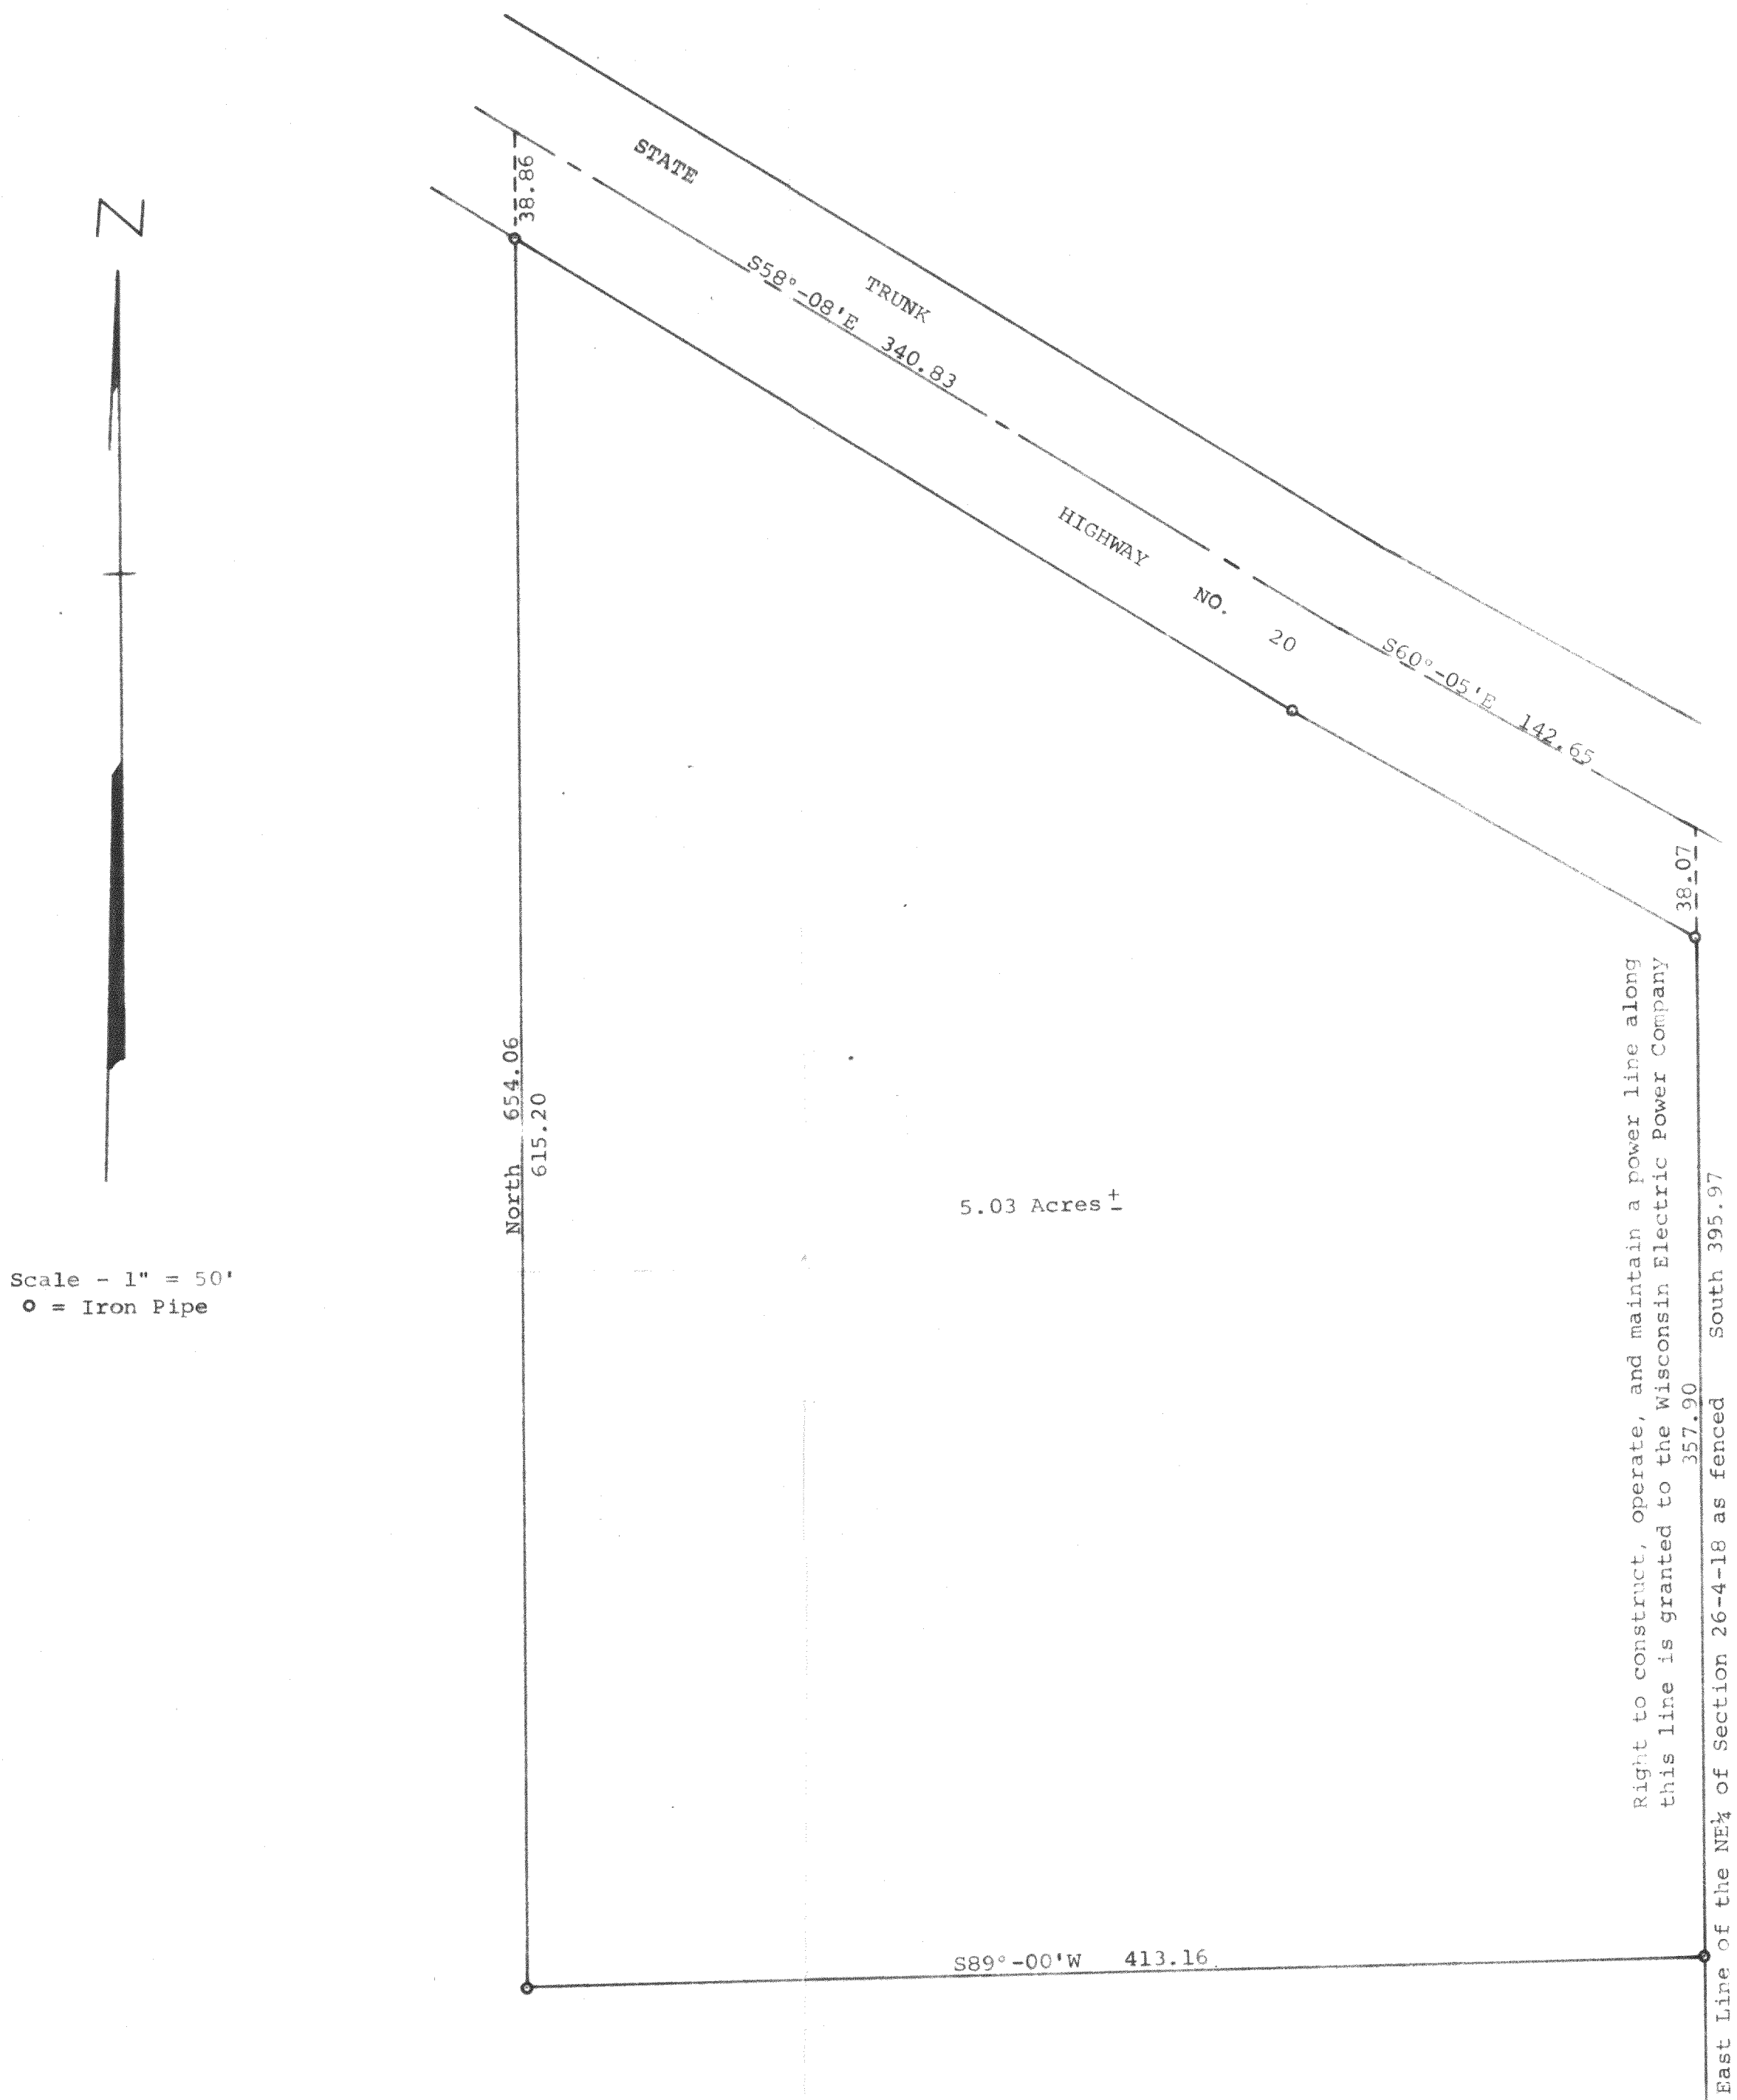 Z
STATE
TRUNK
HIGHWAY NO. 20
38.86
S58°-08'E 340.83
S60°-05'E 142.65
38.07
North 654.06
615.20
5.03 Acres ±
Scale - 1" = 50'
o = Iron Pipe
Right to construct, operate, and maintain a power line along
this line is granted to the Wisconsin Electric Power Company
357.90
East Line of the NE¼ of Section 26-4-18 as fenced South 395.97
S89°-00'W 413.16